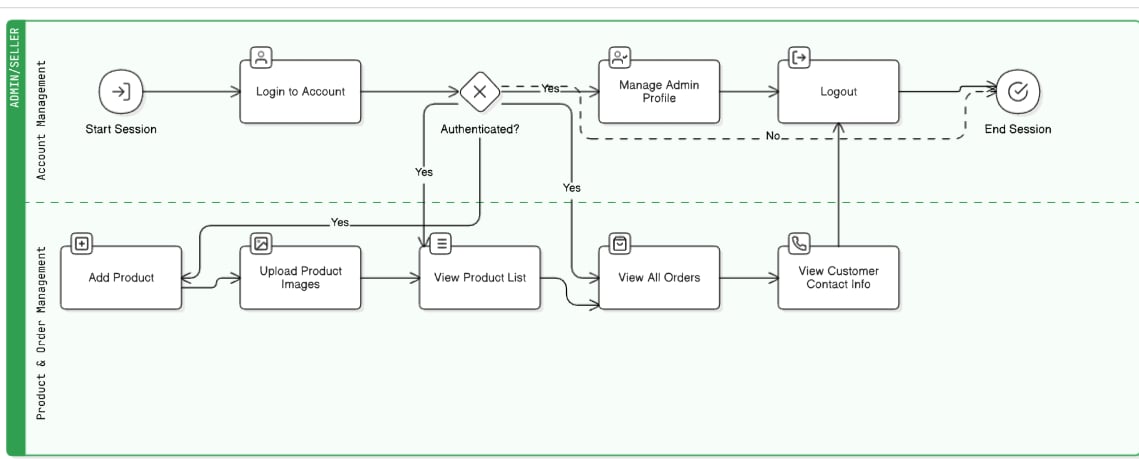 ADMIN/SELLER
Account Management
Start Session
Login to Account
Authenticated?
Yes
Manage Admin
Profile
Logout
End Session
No
Yes
Yes
Yes
Product & Order Management
Add Product
Upload Product
Images
View Product List
View All Orders
View Customer
Contact Info